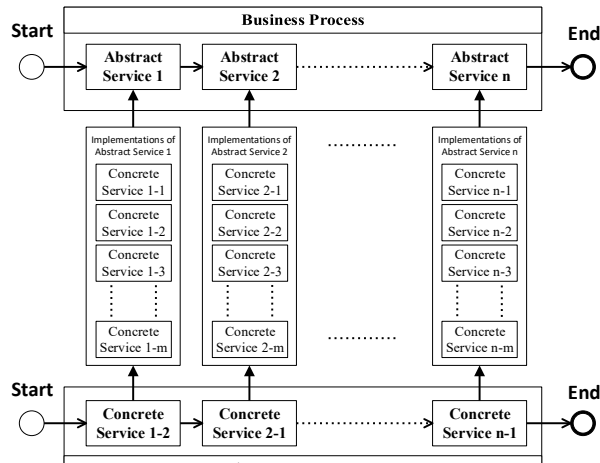 Business Process
Start
End
Abstract
Service 1
Abstract
Service 2
Abstract
Service n
Implementations of
Abstract Service 1
Implementations of
Abstract Service 2
Implementations of
Abstract Service n
Concrete
Service 1-1
Concrete
Service 2-1
Concrete
Service n-1
Concrete
Service 1-2
Concrete
Service 2-2
Concrete
Service n-2
Concrete
Service 1-3
Concrete
Service 2-3
Concrete
Service n-3
Concrete
Service 1-m
Concrete
Service 2-m
Concrete
Service n-m
Start
End
Concrete
Service 1-2
Concrete
Service 2-1
Concrete
Service n-1